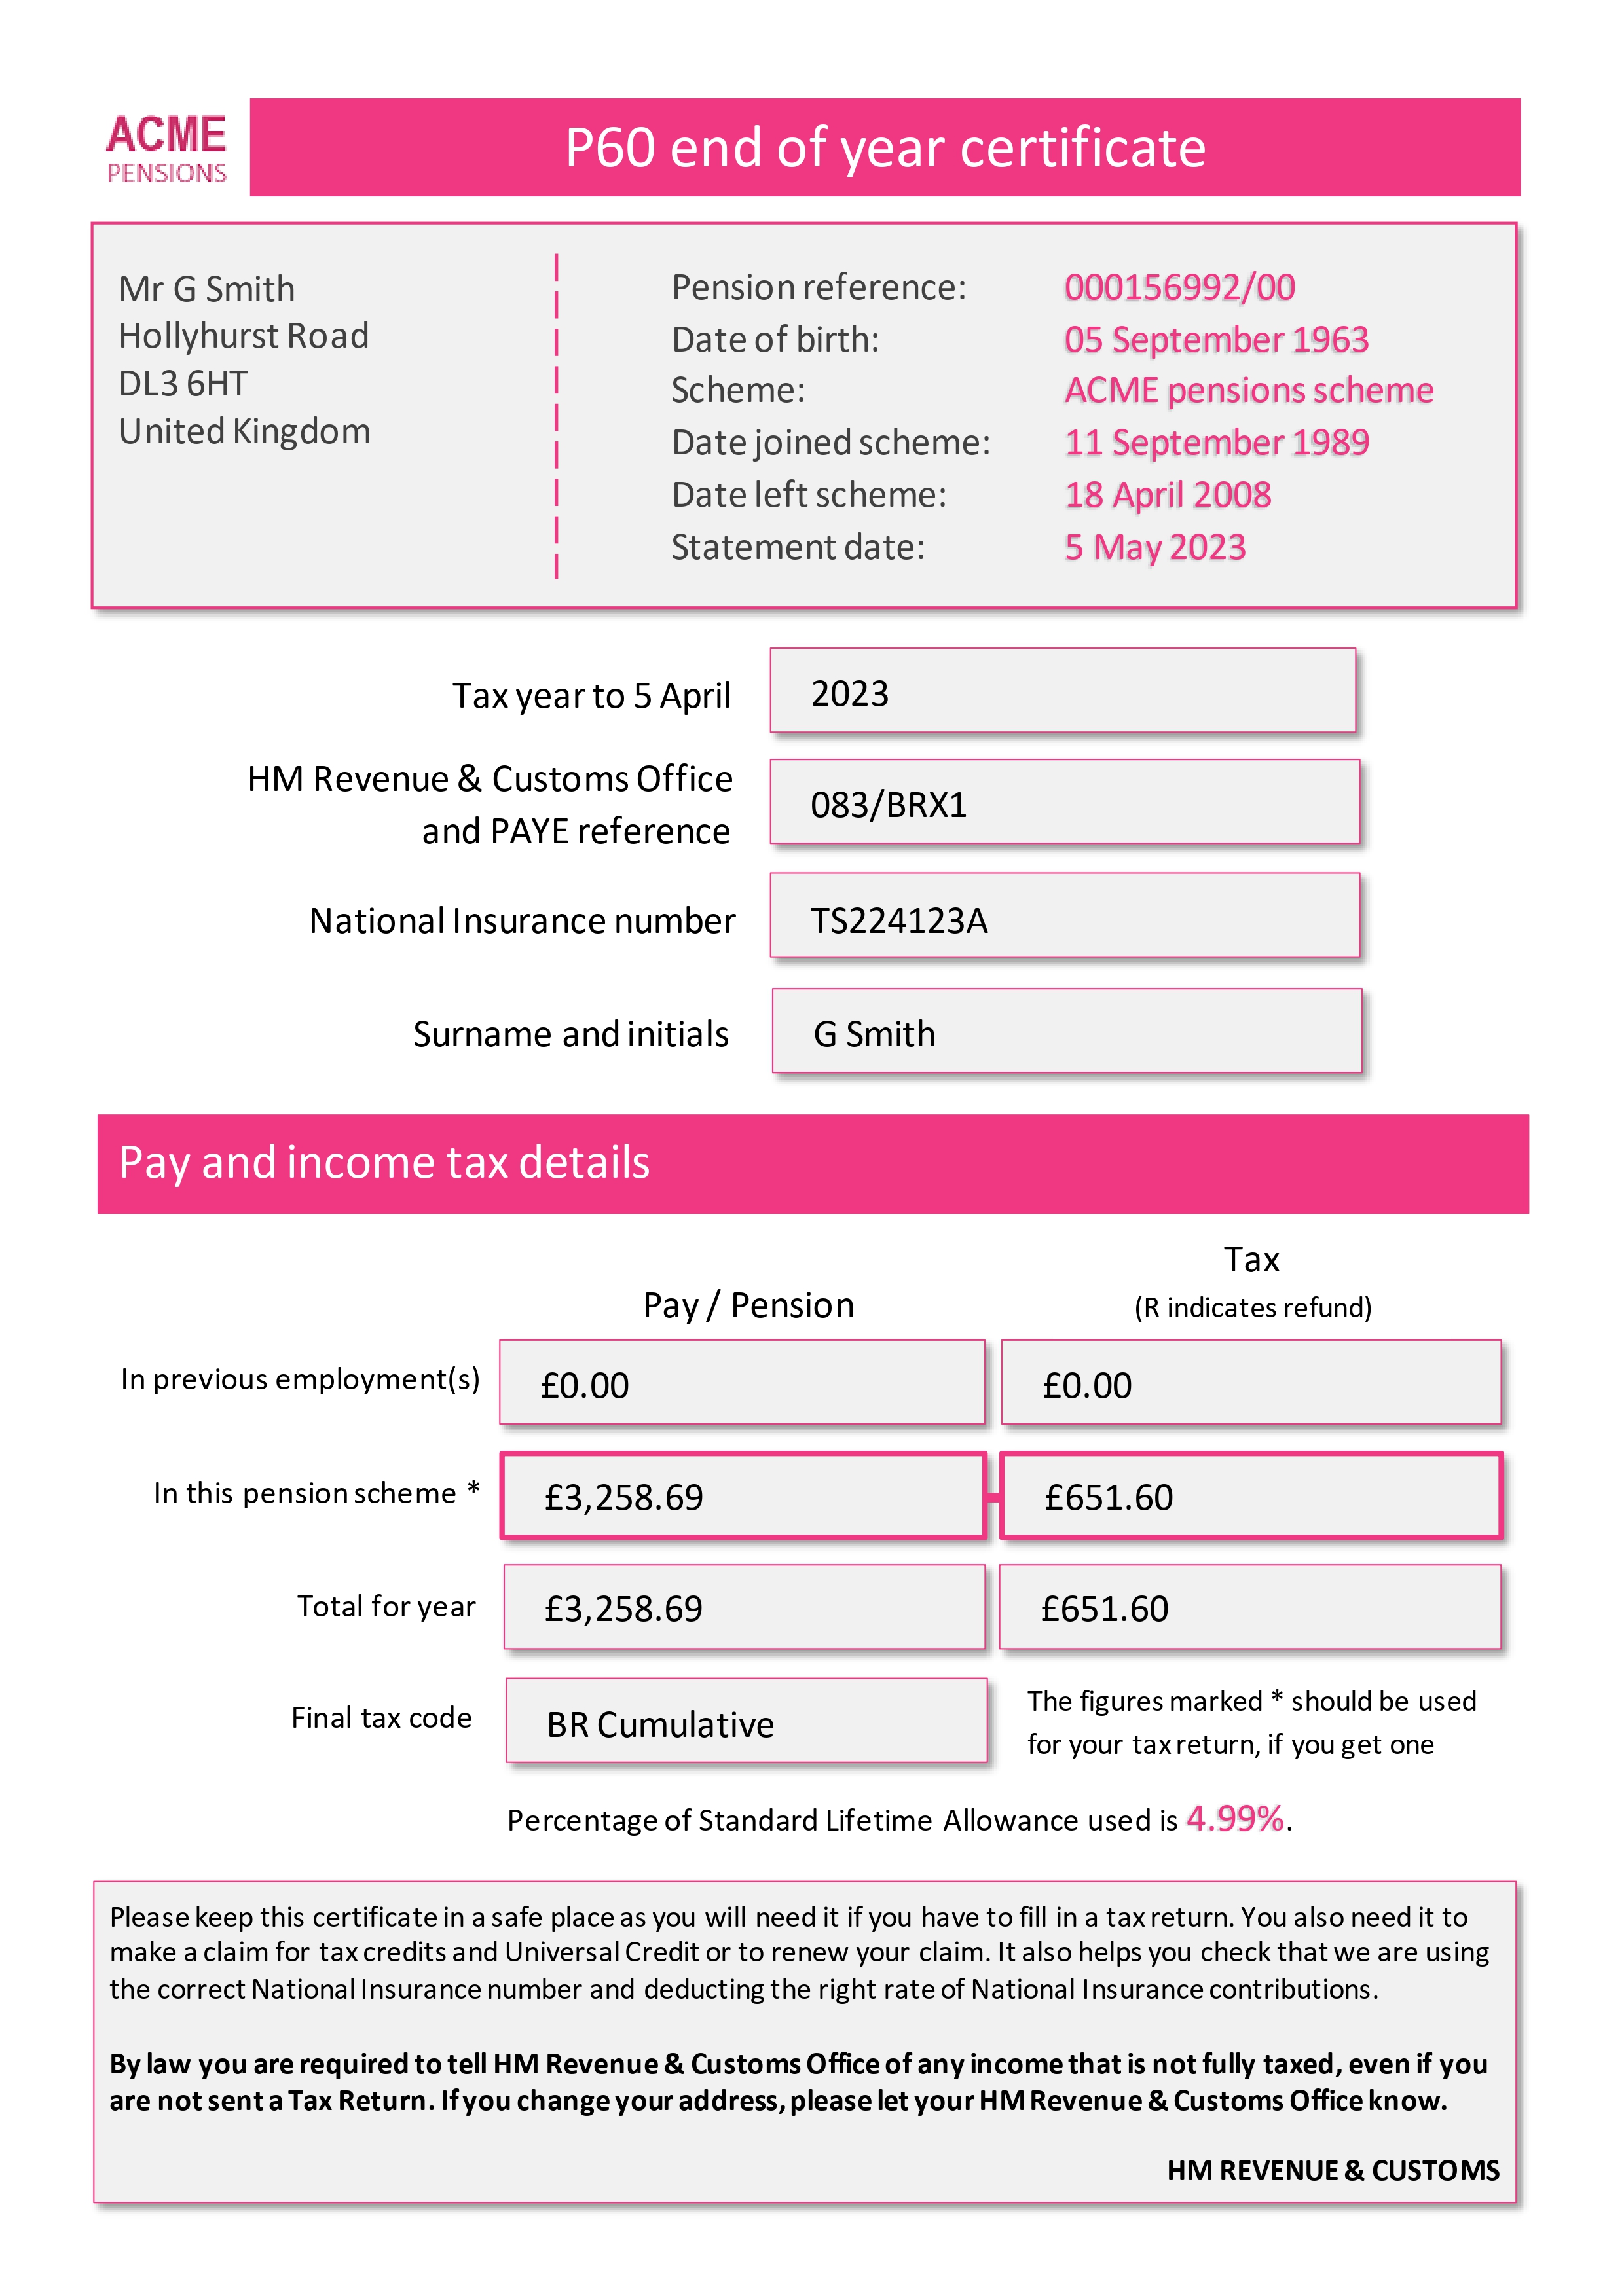 ACME
PENSIONS
P60 end of year certificate
Mr G Smith
Hollyhurst Road
DL3 6HT
United Kingdom
Pension reference: 000156992/00
Date of birth: 05 September 1963
Scheme: ACME pensions scheme
Date joined scheme: 11 September 1989
Date left scheme: 18 April 2008
Statement date: 5 May 2023
Tax year to 5 April 2023
HM Revenue & Customs Office
and PAYE reference 083/BRX1
National Insurance number TS224123A
Surname and initials G Smith
Pay and income tax details
Tax
Pay / Pension (R indicates refund)
In previous employment(s) £0.00 £0.00
In this pension scheme * £3,258.69 £651.60
Total for year £3,258.69 £651.60
Final tax code BR Cumulative
The figures marked * should be used
for your tax return, if you get one
Percentage of Standard Lifetime Allowance used is 4.99%.
Please keep this certificate in a safe place as you will need it if you have to fill in a tax return. You also need it to
make a claim for tax credits and Universal Credit or to renew your claim. It also helps you check that we are using
the correct National Insurance number and deducting the right rate of National Insurance contributions.
By law you are required to tell HM Revenue & Customs Office of any income that is not fully taxed, even if you
are not sent a Tax Return. If you change your address, please let your HM Revenue & Customs Office know.
HM REVENUE & CUSTOMS